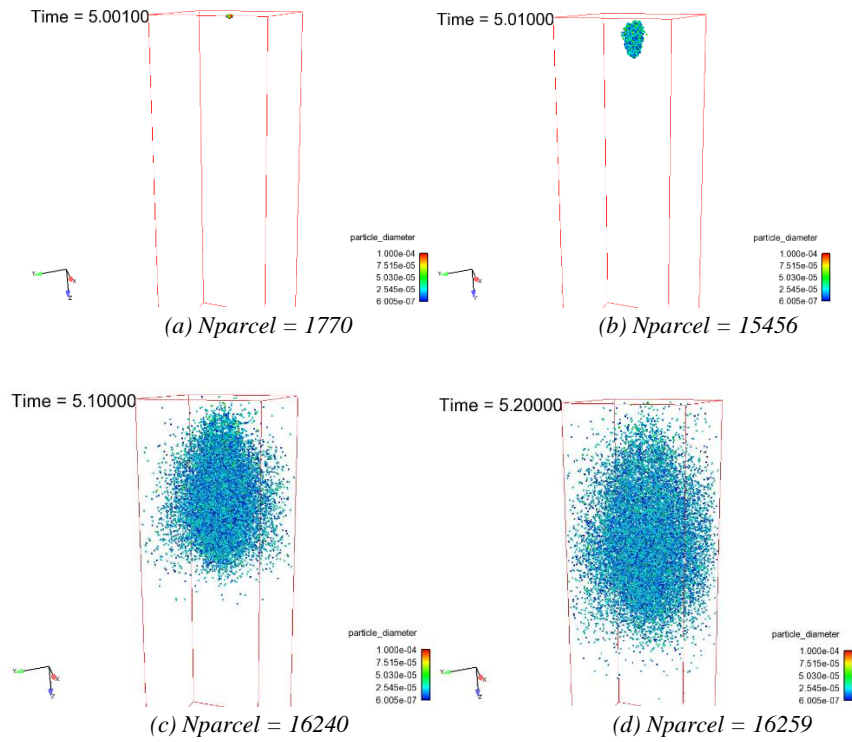 Time = 5.00100
particle_diameter
1.000e-04
7.515e-05
5.030e-05
2.545e-05
6.005e-07
Y
X
Z
(a) Nparcel = 1770
Time = 5.01000
particle_diameter
1.000e-04
7.515e-05
5.030e-05
2.545e-05
6.005e-07
Y
X
(b) Nparcel = 15456
Time = 5.10000
particle_diameter
1.000e-04
7.515e-05
5.030e-05
2.545e-05
6.005e-07
Y
X
(c) Nparcel = 16240
Time = 5.20000
particle_diameter
1.000e-04
7.515e-05
5.030e-05
2.545e-05
6.005e-07
Y
X
Z
(d) Nparcel = 16259